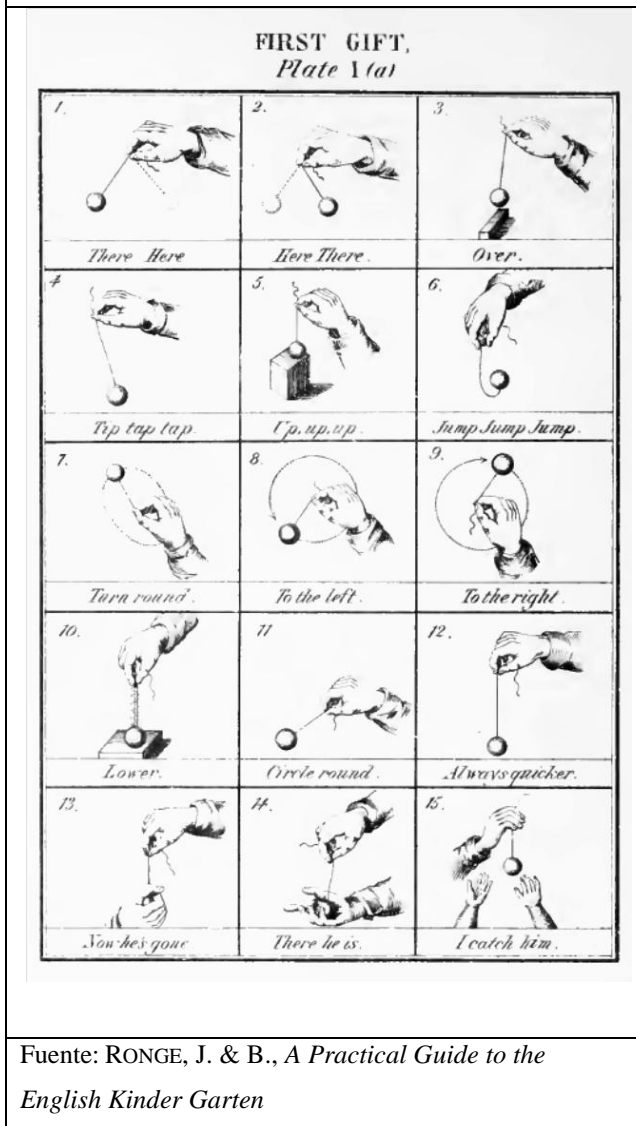 FIRST GIFT,
Plate 1 (a)
1.
2.
3.
There Here
Here There.
Over.
4
5.
6.
Tip tap tap.
Up, up, up.
Jump Jump Jump.
7.
8.
9.
Turn round.
To the left.
To the right.
10.
11
12.
Lower.
Circle round.
Always quicker.
13.
14.
15.
Now he's gone
There he is.
I catch him.
Fuente: RONGE, J. & B., A Practical Guide to the
English Kinder Garten